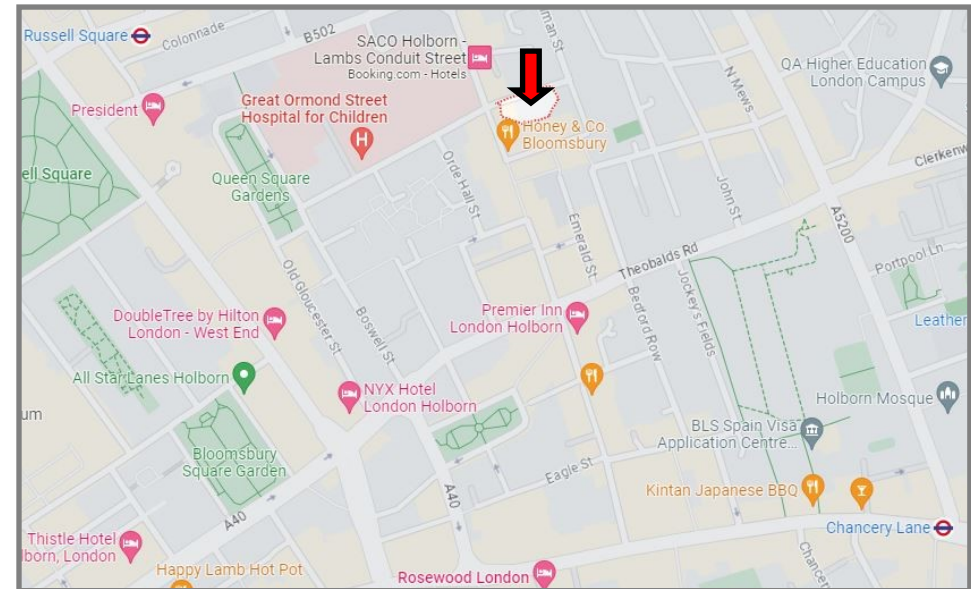 Russell Square
Colonnade
B502
SACO Holborn -
Lambs Conduit Street
Booking.com - Hotels
man St
QA Higher Education
London Campus
N Mews
President
Great Ormond Street
Hospital for Children
H
Honey & Co.
Bloomsbury
ell Square
Queen Square
Gardens
Orde Hall St
John St
Clerkenw
A5200
Emerald St
Theobalds Rd
Portpool Ln
Old Gloucester St
Boswell St
Bedford Row
Jockey's Fields
DoubleTree by Hilton
London - West End
Premier Inn
London Holborn
Leather
All Star Lanes Holborn
NYX Hotel
London Holborn
Holborn Mosque
um
BLS Spain Visa
Application Centre...
Bloomsbury
Square Garden
Eagle St
Kintan Japanese BBQ
A40
A40
Chancery Lane
Thistle Hotel
lborn, London
Happy Lamb Hot Pot
Rosewood London
Chancer